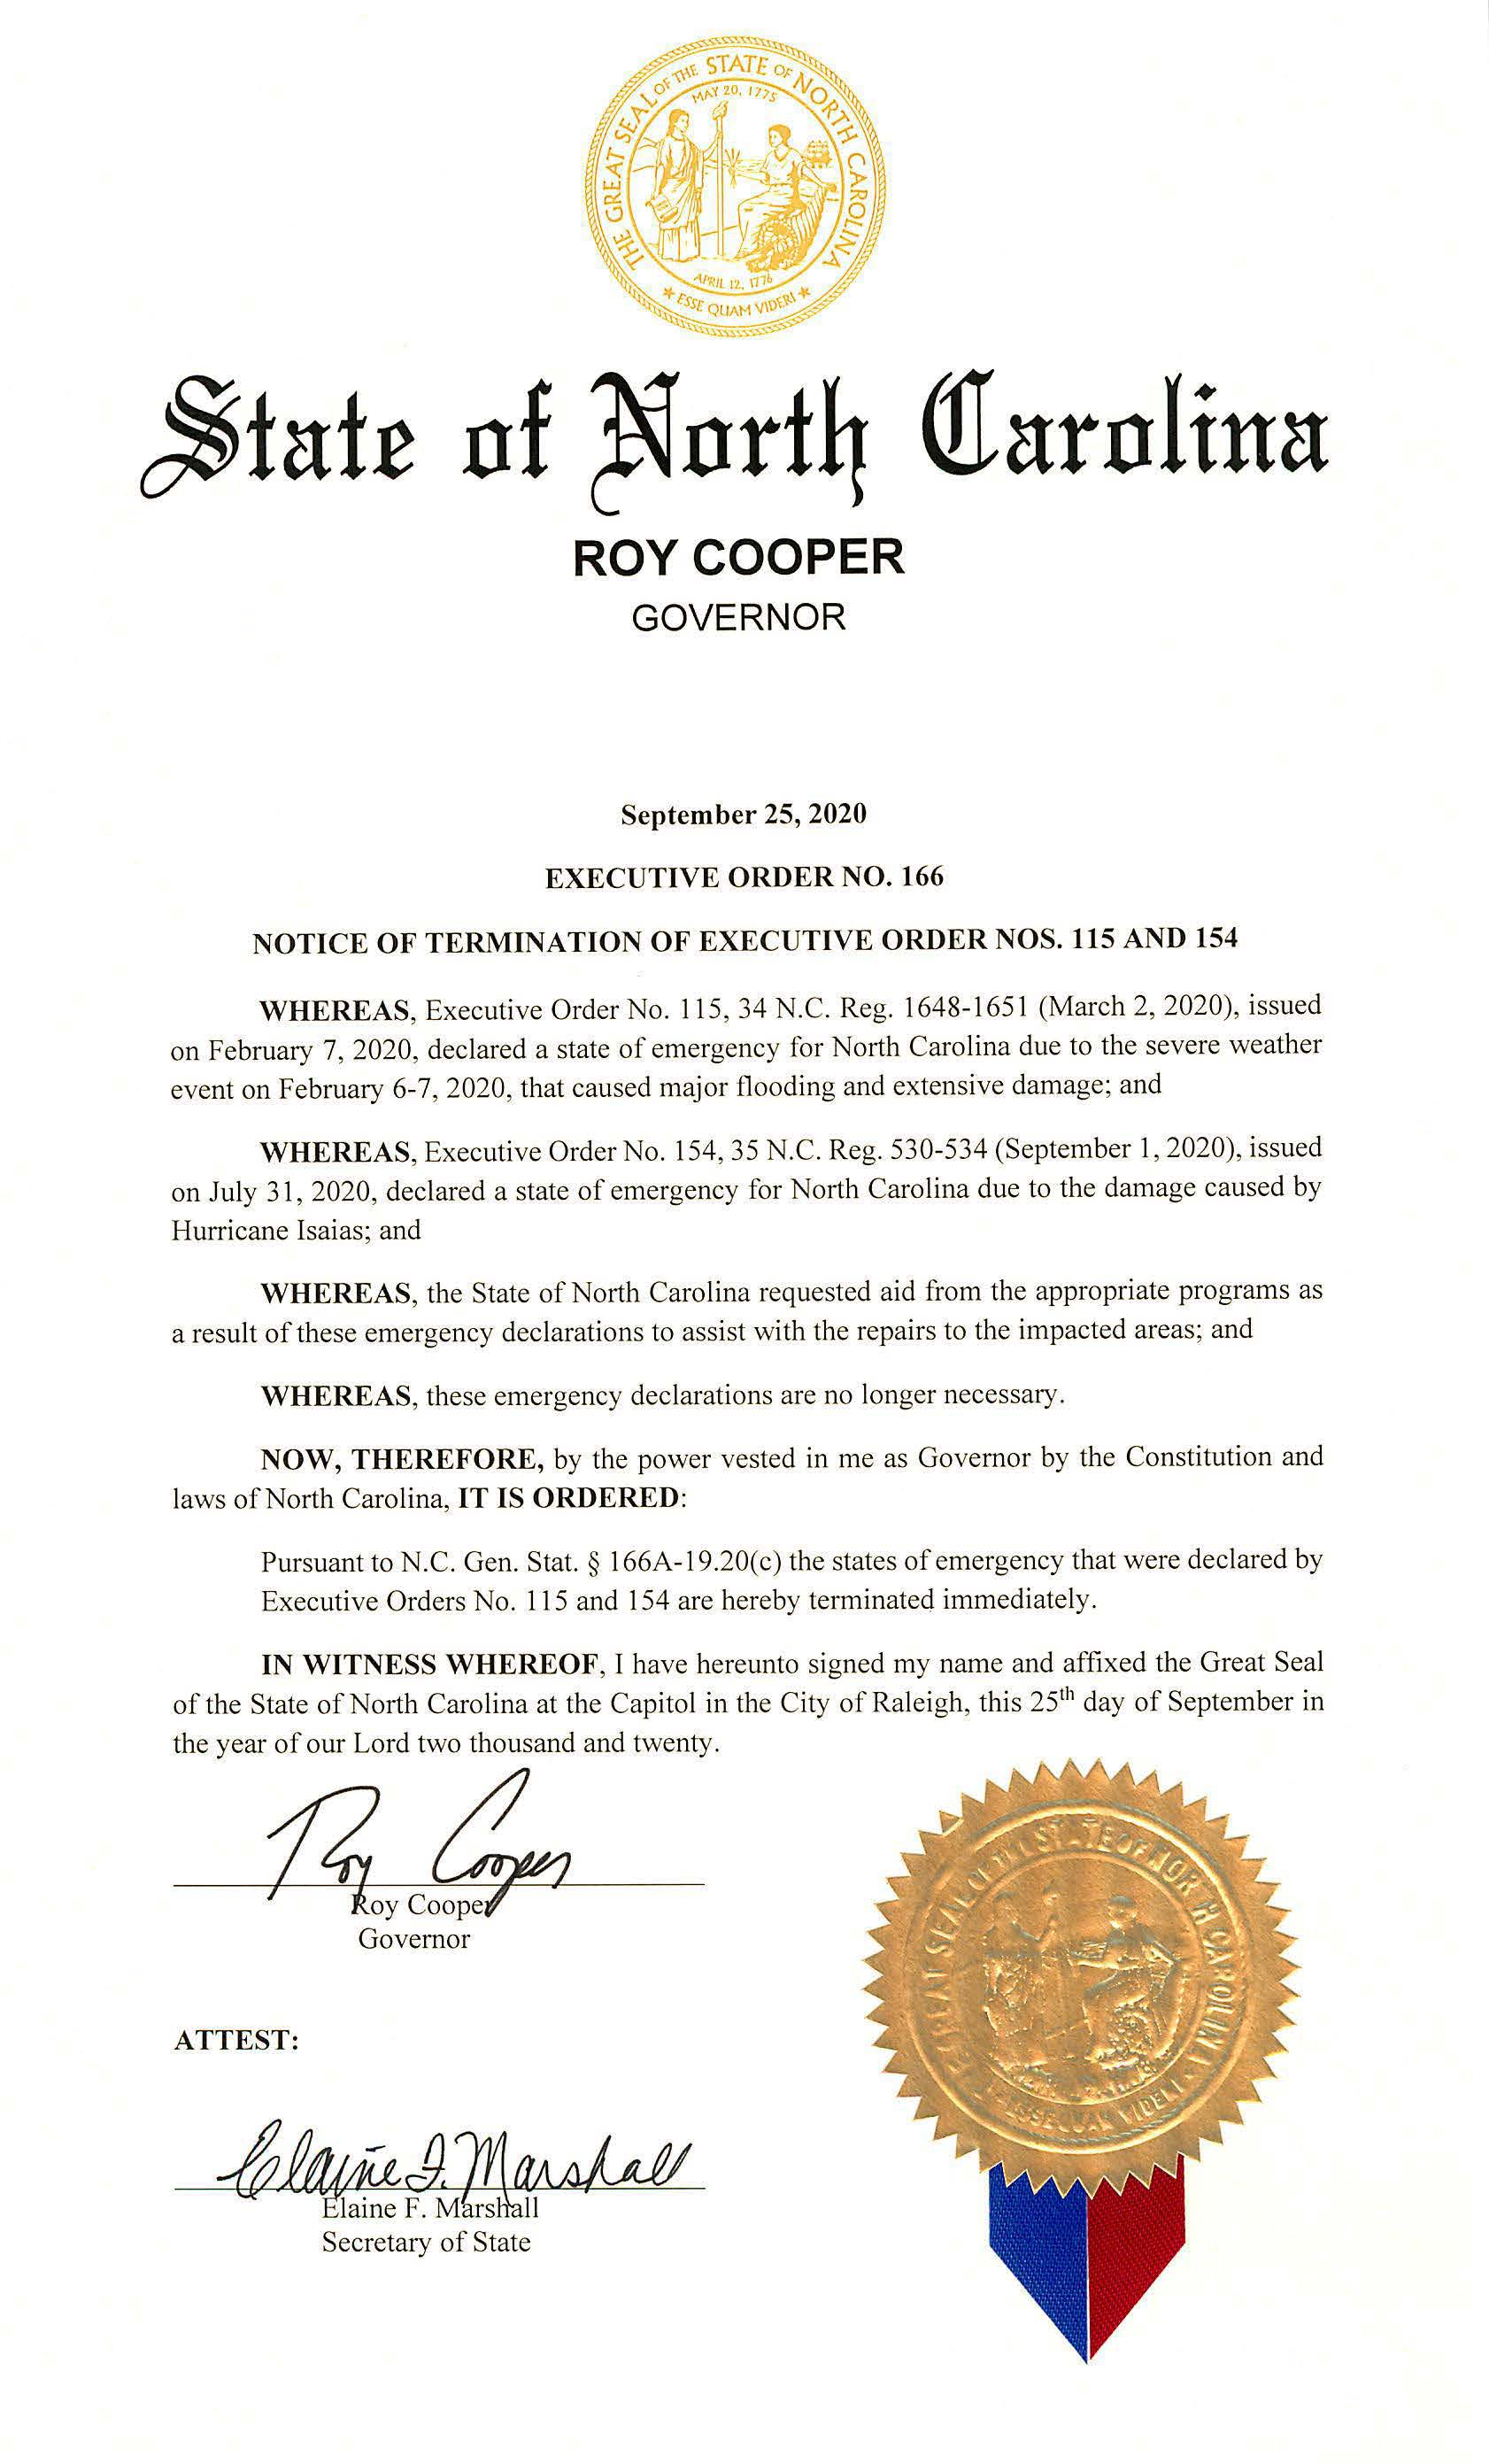 THE GREAT SEAL OF THE STATE OF NORTH CAROLINA
MAY 20, 1775
APRIL 12, 1776
★ ESSE QUAM VIDERI ★
State of North Carolina
ROY COOPER
GOVERNOR
September 25, 2020
EXECUTIVE ORDER NO. 166
NOTICE OF TERMINATION OF EXECUTIVE ORDER NOS. 115 AND 154
WHEREAS, Executive Order No. 115, 34 N.C. Reg. 1648-1651 (March 2, 2020), issued
on February 7, 2020, declared a state of emergency for North Carolina due to the severe weather
event on February 6-7, 2020, that caused major flooding and extensive damage; and
WHEREAS, Executive Order No. 154, 35 N.C. Reg. 530-534 (September 1, 2020), issued
on July 31, 2020, declared a state of emergency for North Carolina due to the damage caused by
Hurricane Isaias; and
WHEREAS, the State of North Carolina requested aid from the appropriate programs as
a result of these emergency declarations to assist with the repairs to the impacted areas; and
WHEREAS, these emergency declarations are no longer necessary.
NOW, THEREFORE, by the power vested in me as Governor by the Constitution and
laws of North Carolina, IT IS ORDERED:
Pursuant to N.C. Gen. Stat. § 166A-19.20(c) the states of emergency that were declared by
Executive Orders No. 115 and 154 are hereby terminated immediately.
IN WITNESS WHEREOF, I have hereunto signed my name and affixed the Great Seal
of the State of North Carolina at the Capitol in the City of Raleigh, this 25th day of September in
the year of our Lord two thousand and twenty.
Roy Cooper
Roy Cooper
Governor
ATTEST:
Elaine F. Marshall
Elaine F. Marshall
Secretary of State
GREAT SEAL OF THE STATE OF NORTH CAROLINA
ESSE QUAM VIDERI